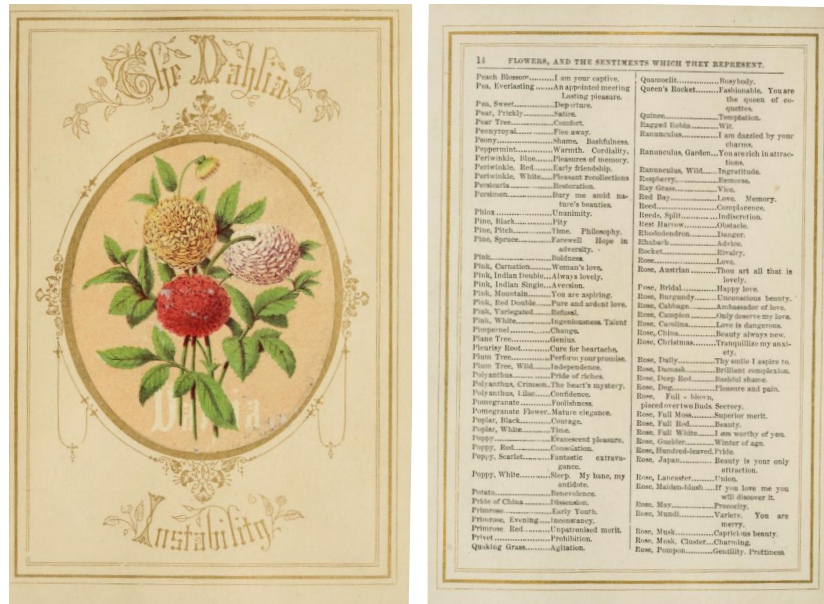 The Dahlia
Dahlia
Instability
14 FLOWERS, AND THE SENTIMENTS WHICH THEY REPRESENT.
Peach Blossom..........I am your captive.
Pea, Everlasting .......An appointed meeting
Lasting pleasure.
Pea, Sweet..............Departure.
Pear, Prickly...........Satire.
Pear Tree...............Comfort.
Pennyroyal.............Flee away.
Peony...................Shame, Bashfulness.
Peppermint.............Warmth. Cordiality.
Periwinkle, Blue.......Pleasures of memory.
Periwinkle, Red........Early friendship.
Periwinkle, White......Pleasant recollections
Persicaria ..............Restoration.
Persimon................Bury me amid na-
ture's beauties.
Phlox ...................Unanimity.
Pine, Black.............Pity
Pine, Pitch.............Time. Philosophy.
Pine, Spruce............Farewell Hope in
adversity.
Pink.....................Boldness.
Pink, Carnation........Woman's love.
Pink, Indian Double...Always lovely.
Pink, Indian Single...Aversion.
Pink, Mountain........You are aspiring.
Pink, Red Double......Pure and ardent love.
Pink, Variegated.......Refusal.
Pink, White.............Ingeniousness. Talent
Pimpernel...............Change.
Plane Tree..............Genius.
Pleurisy Root...........Cure for heartache.
Plum Tree..............Perform your promise.
Plum Tree, Wild.......Independence.
Polyanthus..............Pride of riches.
Polyanthus, Crimson..The heart's mystery.
Polyanthus, Lilac......Confidence.
Pomegranate...........Foolishness.
Pomegranate Flower..Mature elegance.
Poplar, Black...........Courage.
Poplar, White...........Time.
Poppy...................Evanescent pleasure.
Poppy, Red.............Consolation.
Poppy, Scarlet..........Fantastic extrava-
gance.
Poppy, White...........Sleep. My bane, my
antidote.
Potato...................Benevolence.
Pride of China..........Dissension.
Primrose................Early Youth.
Primrose, Evening ....Inconstancy.
Primrose Red...........Unpatronised merit.
Privet ...................Prohibition.
Quaking Grass..........Agitation.
Quamoclit..............Busybody.
Queen's Rocket........Fashionable. You are
the queen of co-
quettes.
Quince..................Temptation.
Ragged Robin..........Wit.
Ranunculus.............I am dazzled by your
charms.
Ranunculus, Garden...You are rich in attrac-
tions.
Ranunculus, Wild.....Ingratitude.
Raspberry...............Remorse.
Ray Grass...............Vice.
Red Bay.................Love. Memory.
Reed.....................Complacence.
Reeds, Split.............Indiscretion.
Rest Harrow............Obstacle.
Rhododendron.........Danger.
Rhubarb................Advice.
Rocket...................Rivalry.
Rose.....................Love.
Rose, Austrian .........Thou art all that is
lovely.
Rose, Bridal.............Happy love.
Rose, Burgundy........Unconscious beauty.
Rose, Cabbage..........Ambassador of love.
Rose, Campion.........Only deserve my love.
Rose, Carolina..........Love is dangerous.
Rose, China.............Beauty always new.
Rose, Christmas........Tranquillize my anxi-
ety.
Rose, Daily.............Thy smile I aspire to.
Rose, Damask..........Brilliant complexion.
Rose, Deep Red........Bashful shame.
Rose, Dog...............Pleasure and pain.
Rose, Full - blown,
placed over two Buds. Secrecy.
Rose, Full Moss........Superior merit.
Rose, Full Red.........Beauty.
Rose, Full White.......I am worthy of you.
Rose, Guelder..........Winter of age.
Rose, Hundred-leaved.Pride.
Rose, Japan.............Beauty is your only
attraction.
Rose, Lancaster........Union.
Rose, Maiden-blush....If you love me you
will discover it.
Rose, May...............Precocity.
Rose, Mundi............Variety. You are
merry.
Rose, Musk.............Capricious beauty.
Rose, Musk, Cluster...Charming.
Rose, Pompon..........Gentility. Prettiness